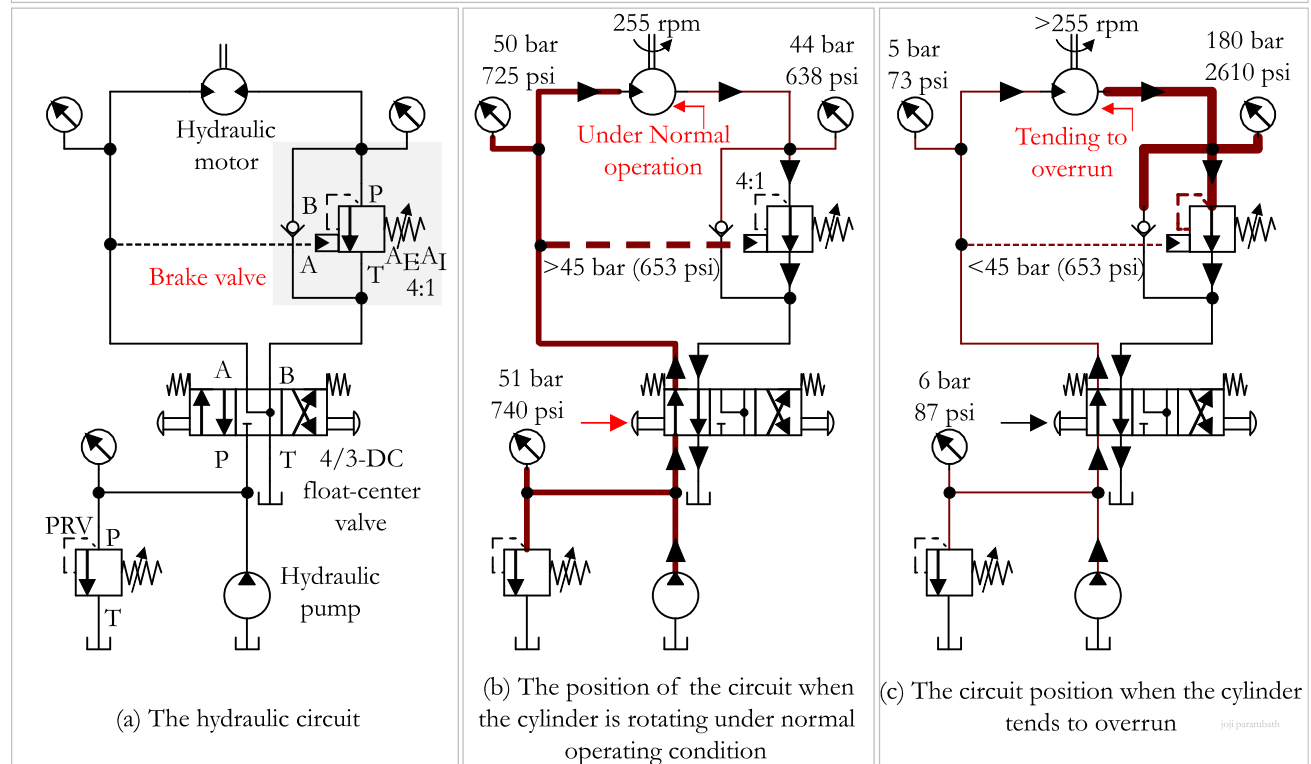 Hydraulic
motor
B
P
A
T
A_E:A_I
4:1
Brake valve
A
B
P
T
4/3-DC
float-center
valve
PRV
P
T
Hydraulic
pump
(a) The hydraulic circuit
255 rpm
50 bar
725 psi
44 bar
638 psi
Under Normal
operation
4:1
>45 bar (653 psi)
51 bar
740 psi
(b) The position of the circuit when
the cylinder is rotating under normal
operating condition
>255 rpm
5 bar
73 psi
180 bar
2610 psi
Tending to
overrun
<45 bar (653 psi)
6 bar
87 psi
(c) The circuit position when the cylinder
tends to overrun
joji parambath